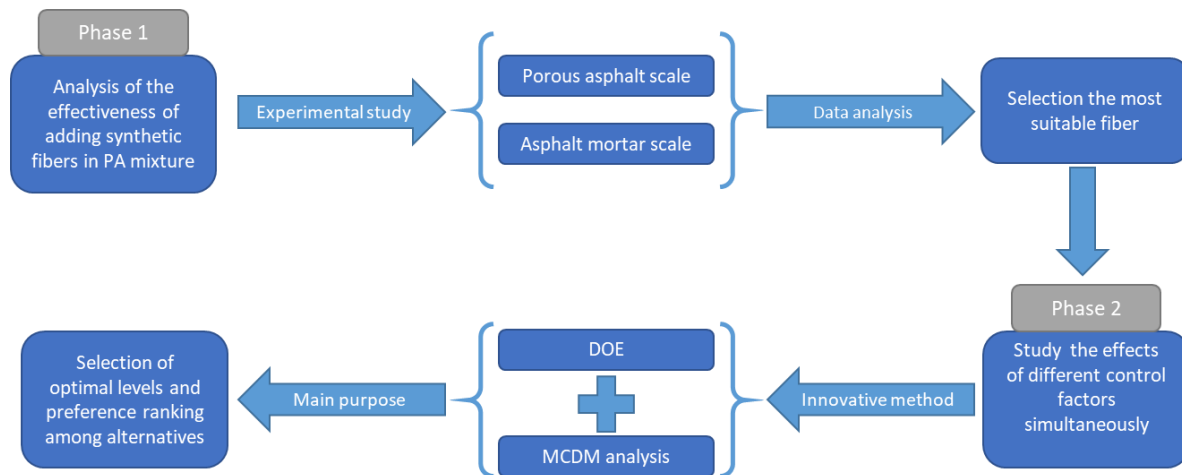 Phase 1
Analysis of the
effectiveness of
adding synthetic
fibers in PA mixture
Experimental study
Porous asphalt scale
Asphalt mortar scale
Data analysis
Selection the most
suitable fiber
Phase 2
Study the effects
of different control
factors
simultaneously
Innovative method
DOE
MCDM analysis
Main purpose
Selection of
optimal levels and
preference ranking
among alternatives